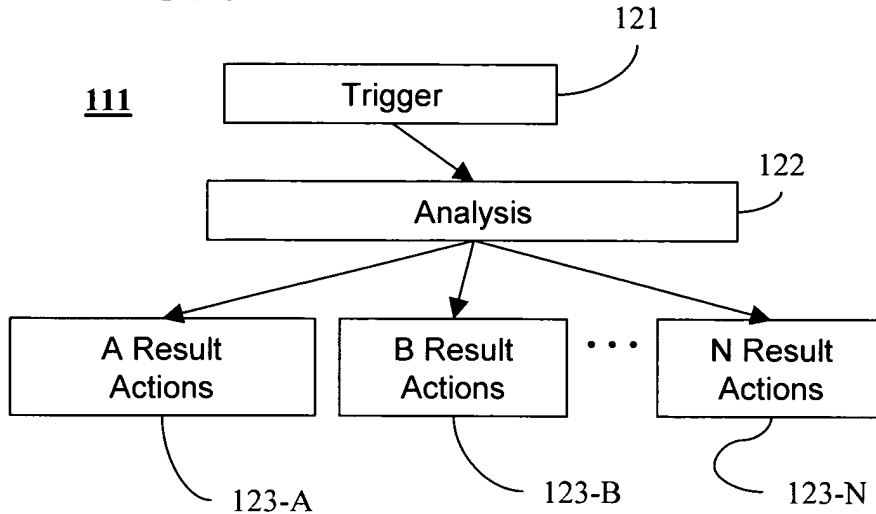 121
111
Trigger
122
Analysis
A Result
Actions
B Result
Actions
• • •
N Result
Actions
123-A
123-B
123-N